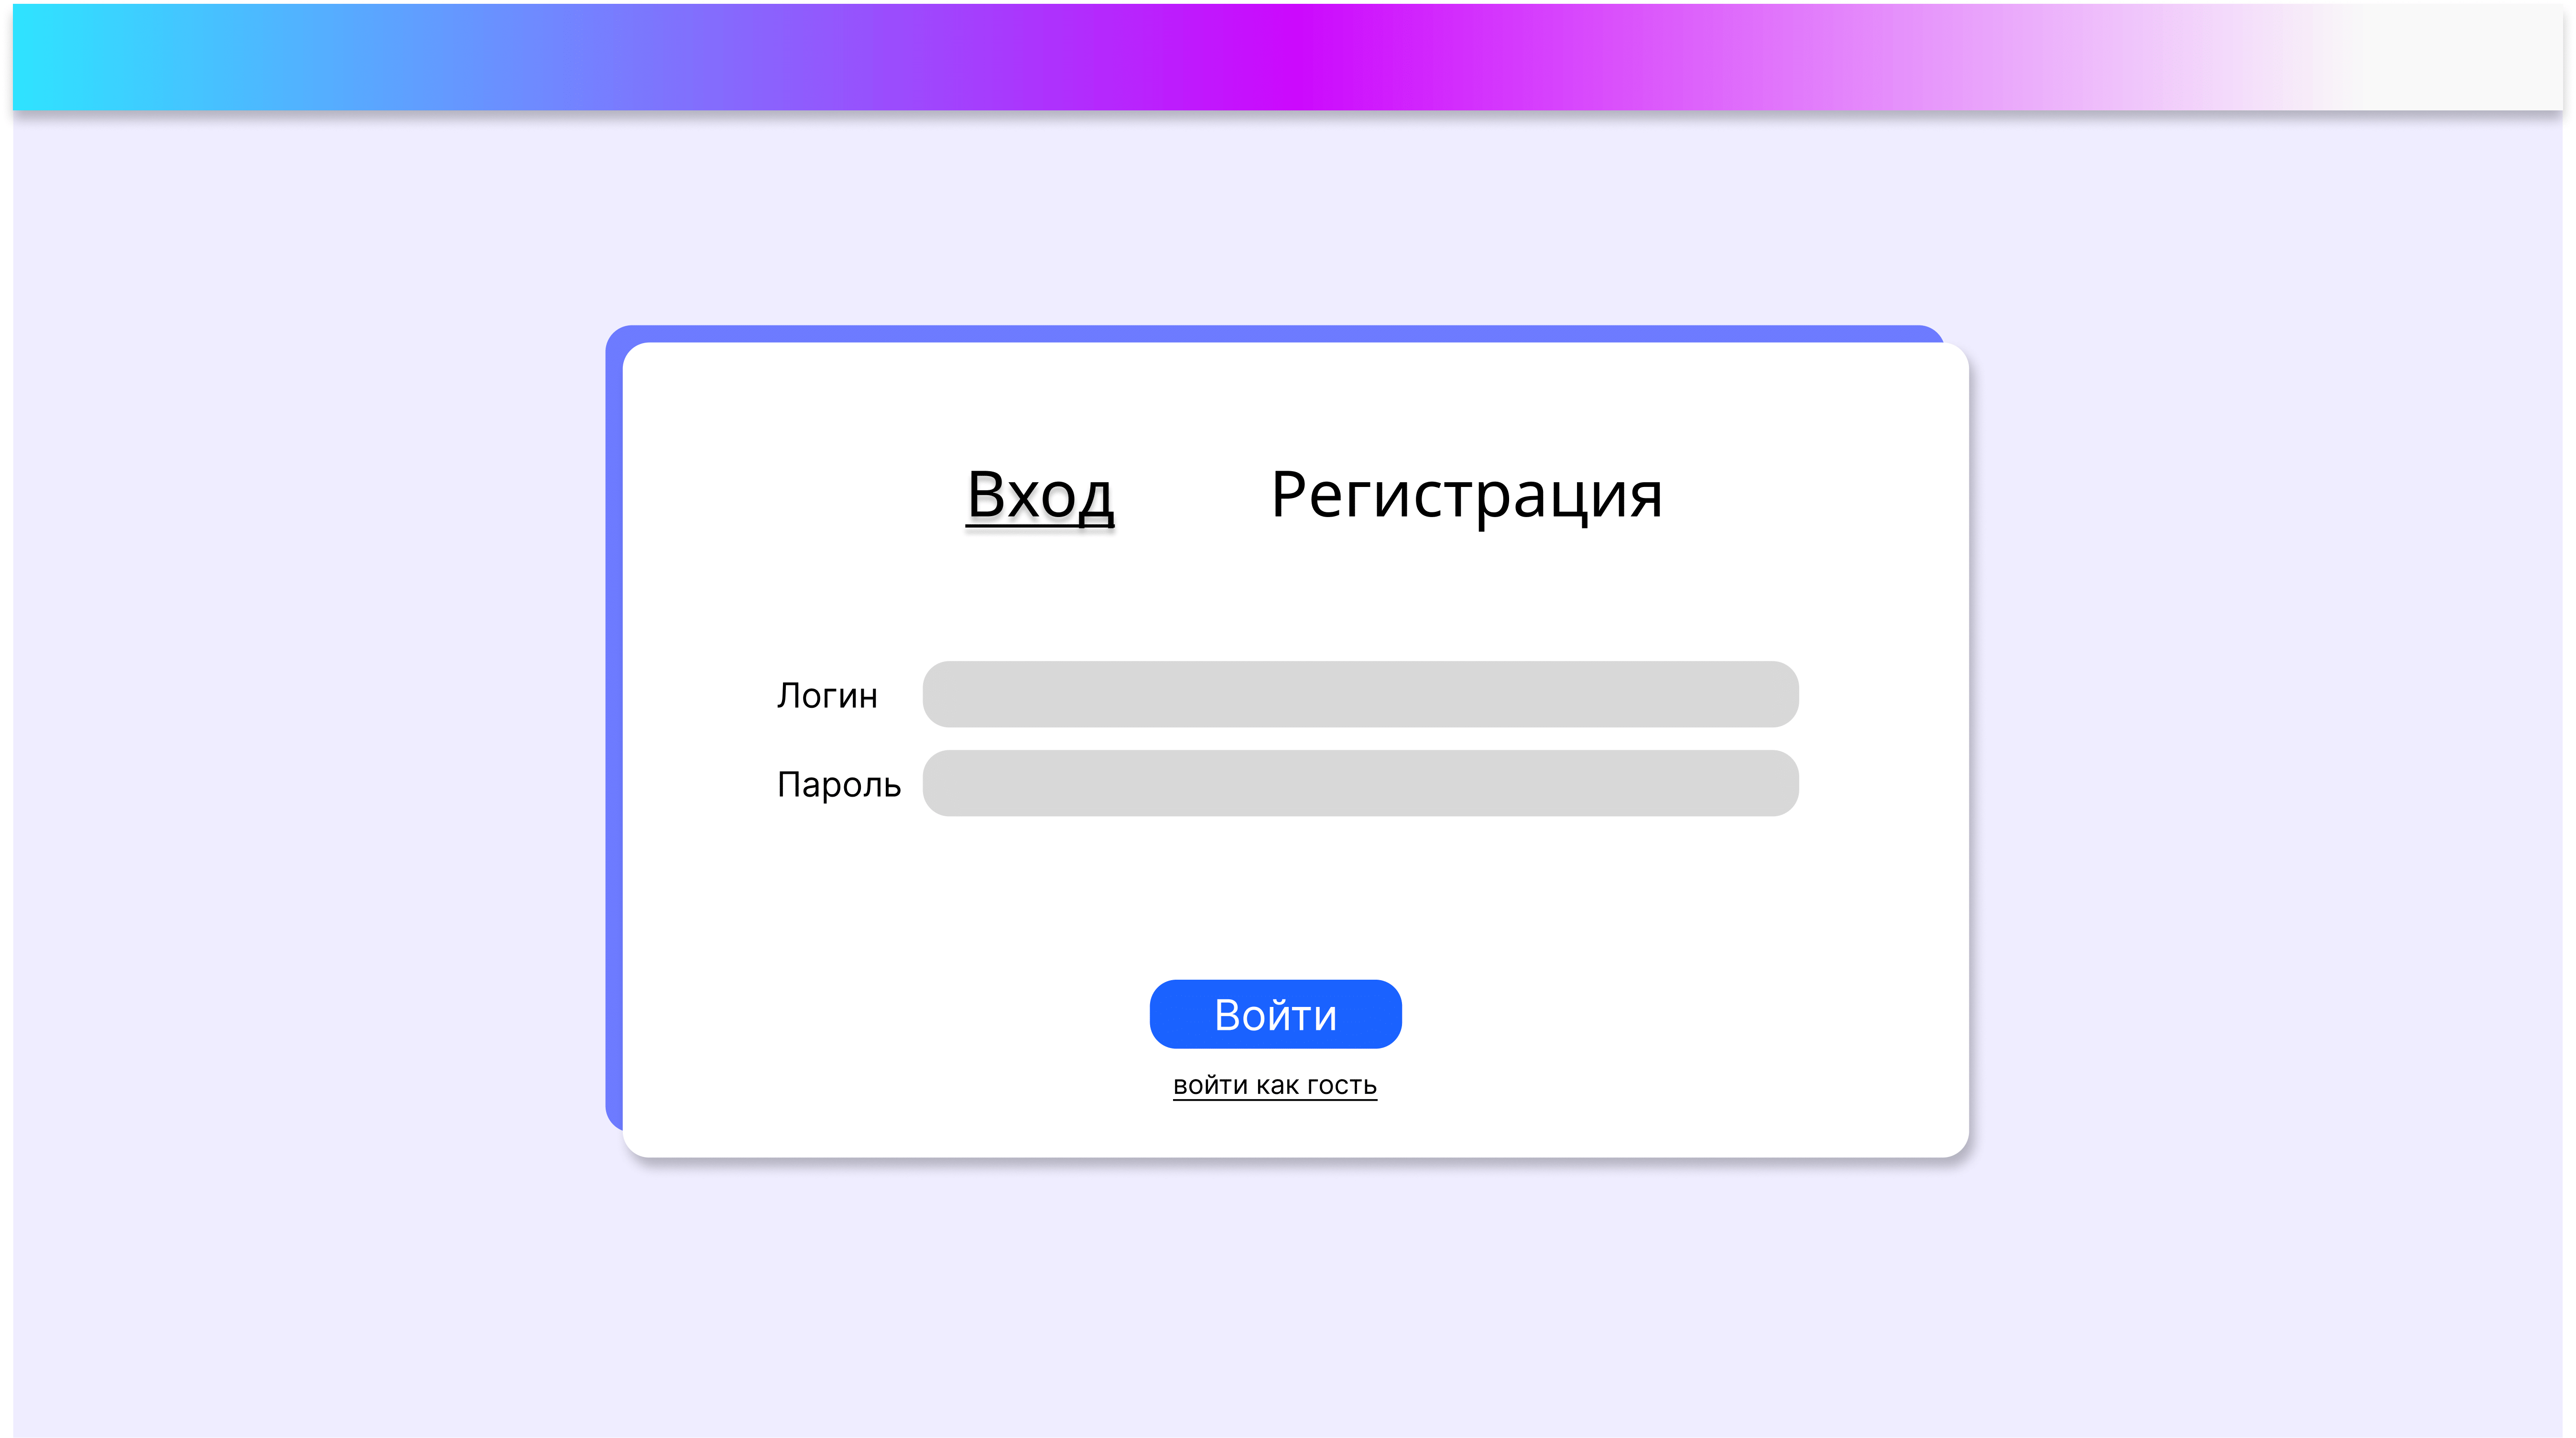 Вход Регистрация
Логин
Пароль
Войти
войти как гость